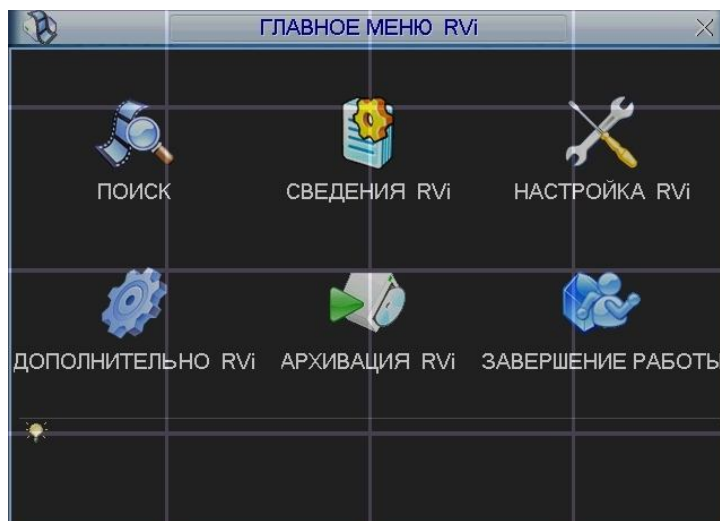 ГЛАВНОЕ МЕНЮ RVi
ПОИСК
СВЕДЕНИЯ RVi
НАСТРОЙКА RVi
ДОПОЛНИТЕЛЬНО RVi
АРХИВАЦИЯ RVi
ЗАВЕРШЕНИЕ РАБОТЫ